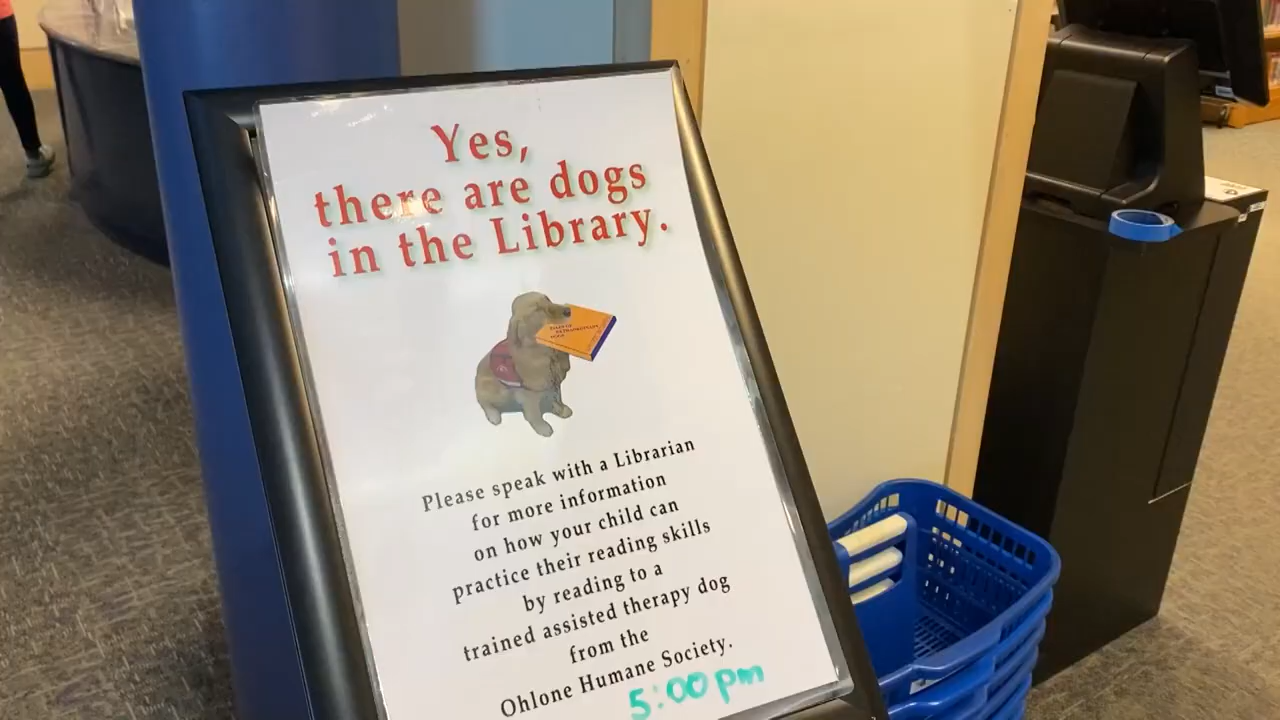 Yes,
there are dogs
in the Library.
Please speak with a Librarian
for more information
on how your child can
practice their reading skills
by reading to a
trained assisted therapy dog
from the
Ohlone Humane Society.
5:00 pm